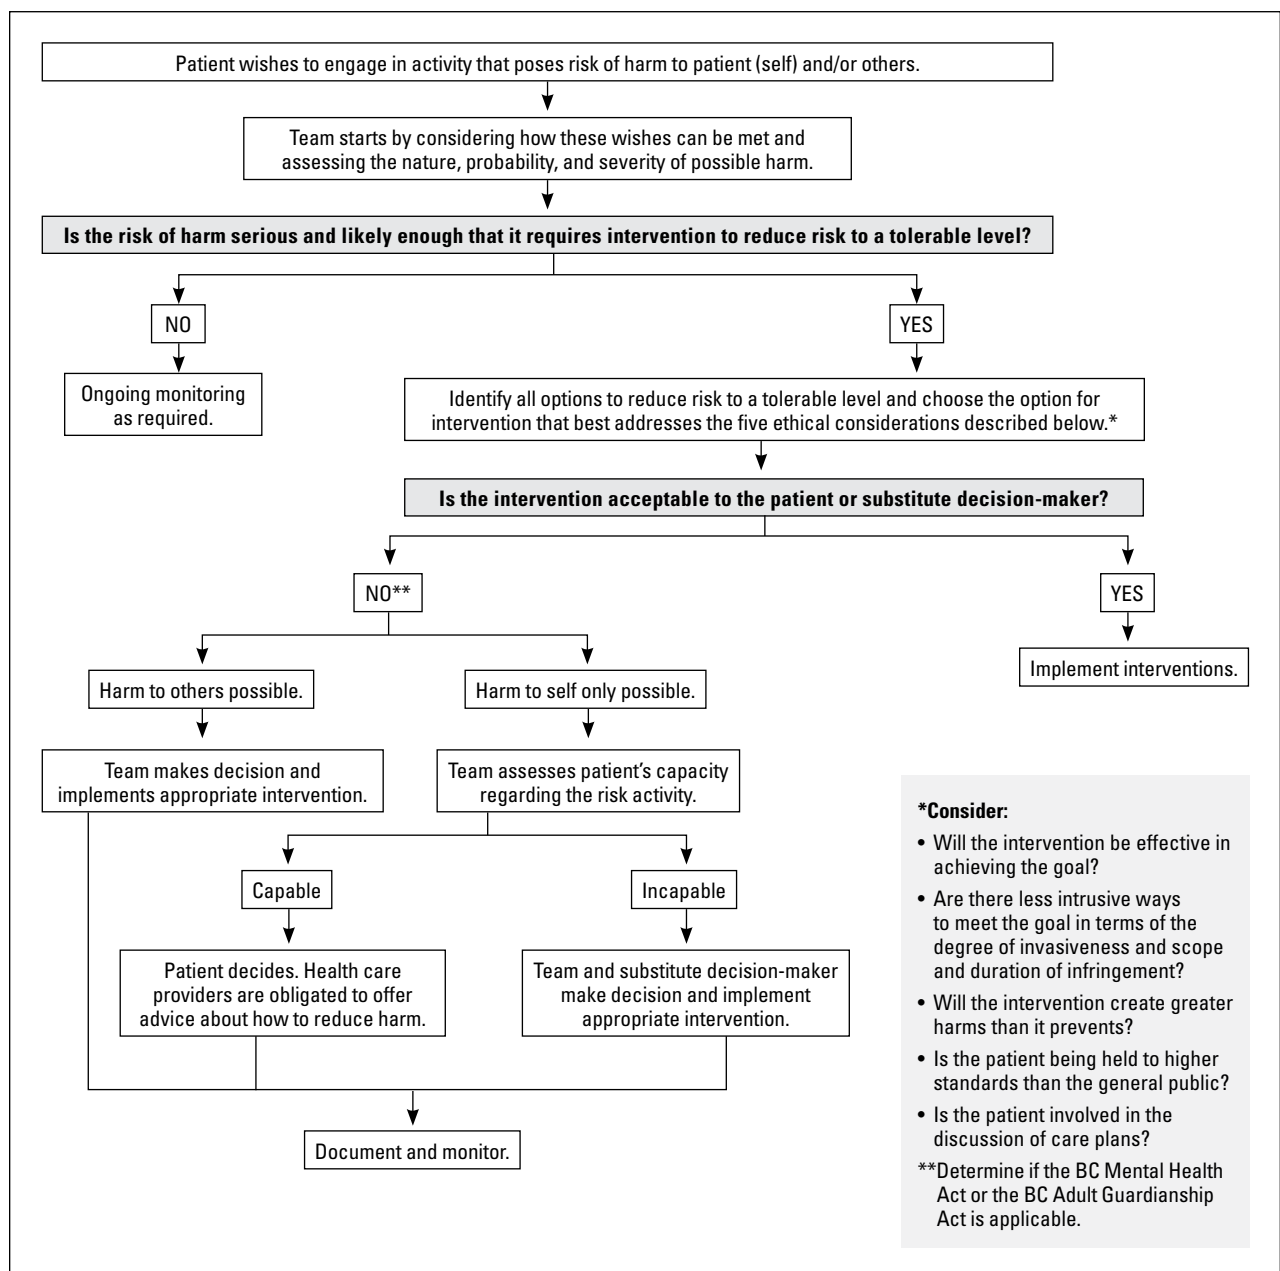 Patient wishes to engage in activity that poses risk of harm to patient (self) and/or others.
Team starts by considering how these wishes can be met and
assessing the nature, probability, and severity of possible harm.
Is the risk of harm serious and likely enough that it requires intervention to reduce risk to a tolerable level?
NO
YES
Ongoing monitoring
as required.
Identify all options to reduce risk to a tolerable level and choose the option for
intervention that best addresses the five ethical considerations described below.*
Is the intervention acceptable to the patient or substitute decision-maker?
NO**
YES
Harm to others possible.
Harm to self only possible.
Implement interventions.
Team makes decision and
implements appropriate intervention.
Team assesses patient's capacity
regarding the risk activity.
Capable
Incapable
Patient decides. Health care
providers are obligated to offer
advice about how to reduce harm.
Team and substitute decision-maker
make decision and implement
appropriate intervention.
Document and monitor.
*Consider:
• Will the intervention be effective in
achieving the goal?
• Are there less intrusive ways
to meet the goal in terms of the
degree of invasiveness and scope
and duration of infringement?
• Will the intervention create greater
harms than it prevents?
• Is the patient being held to higher
standards than the general public?
• Is the patient involved in the
discussion of care plans?
**Determine if the BC Mental Health
Act or the BC Adult Guardianship
Act is applicable.